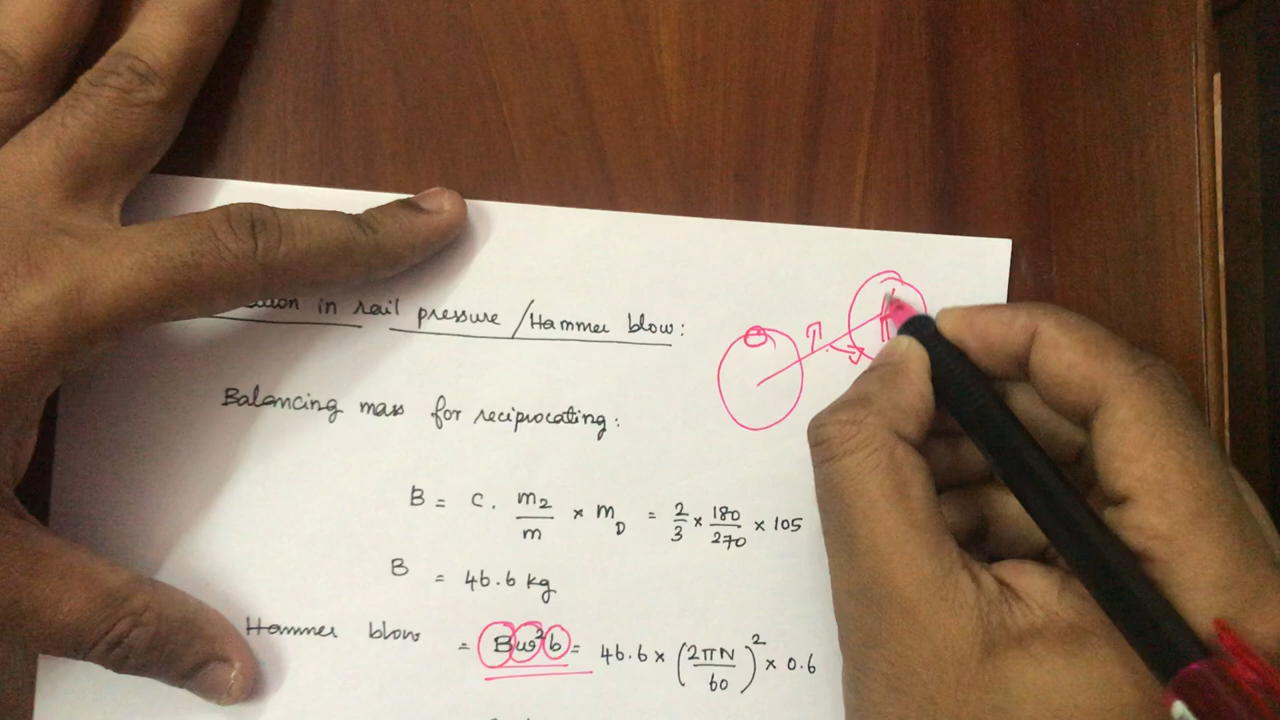 in rail pressure /Hammer blow:
Balancing mass for reciprocating:
B = C. m₂/m × m_D = 2/3 × 180/270 × 105
B = 46.6 kg
Hammer blow = Bω²b = 46.6 × (2πN/60)² × 0.6